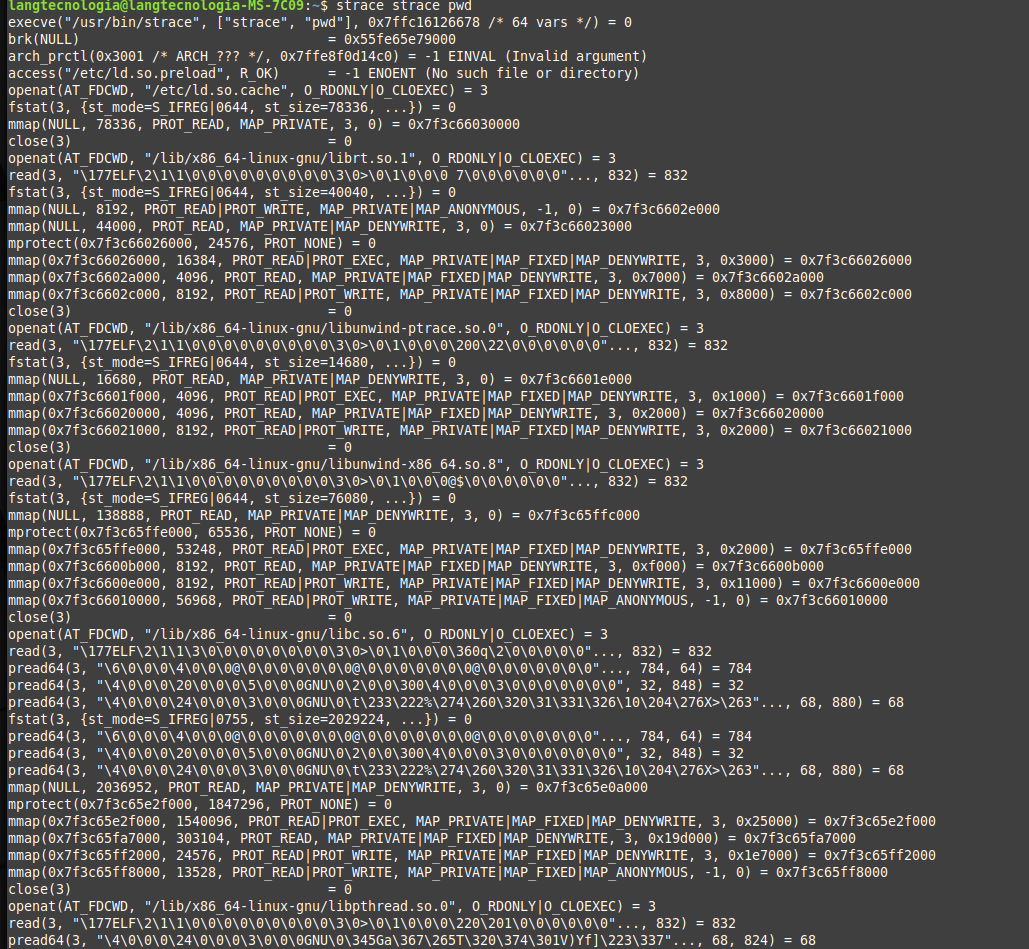 langtecnologia@langtecnologia-MS-7C09:~$ strace strace pwd
execve("/usr/bin/strace", ["strace", "pwd"], 0x7ffc16126678 /* 64 vars */) = 0
brk(NULL)                               = 0x55fe65e79000
arch_prctl(0x3001 /* ARCH_??? */, 0x7ffe8f0d14c0) = -1 EINVAL (Invalid argument)
access("/etc/ld.so.preload", R_OK)      = -1 ENOENT (No such file or directory)
openat(AT_FDCWD, "/etc/ld.so.cache", O_RDONLY|O_CLOEXEC) = 3
fstat(3, {st_mode=S_IFREG|0644, st_size=78336, ...}) = 0
mmap(NULL, 78336, PROT_READ, MAP_PRIVATE, 3, 0) = 0x7f3c66030000
close(3)                                = 0
openat(AT_FDCWD, "/lib/x86_64-linux-gnu/librt.so.1", O_RDONLY|O_CLOEXEC) = 3
read(3, "\177ELF\2\1\1\0\0\0\0\0\0\0\0\0\3\0>\0\1\0\0\0 7\0\0\0\0\0\0"..., 832) = 832
fstat(3, {st_mode=S_IFREG|0644, st_size=40040, ...}) = 0
mmap(NULL, 8192, PROT_READ|PROT_WRITE, MAP_PRIVATE|MAP_ANONYMOUS, -1, 0) = 0x7f3c6602e000
mmap(NULL, 44000, PROT_READ, MAP_PRIVATE|MAP_DENYWRITE, 3, 0) = 0x7f3c66023000
mprotect(0x7f3c66026000, 24576, PROT_NONE) = 0
mmap(0x7f3c66026000, 16384, PROT_READ|PROT_EXEC, MAP_PRIVATE|MAP_FIXED|MAP_DENYWRITE, 3, 0x3000) = 0x7f3c66026000
mmap(0x7f3c6602a000, 4096, PROT_READ, MAP_PRIVATE|MAP_FIXED|MAP_DENYWRITE, 3, 0x7000) = 0x7f3c6602a000
mmap(0x7f3c6602c000, 8192, PROT_READ|PROT_WRITE, MAP_PRIVATE|MAP_FIXED|MAP_DENYWRITE, 3, 0x8000) = 0x7f3c6602c000
close(3)                                = 0
openat(AT_FDCWD, "/lib/x86_64-linux-gnu/libunwind-ptrace.so.0", O_RDONLY|O_CLOEXEC) = 3
read(3, "\177ELF\2\1\1\0\0\0\0\0\0\0\0\0\3\0>\0\1\0\0\0\200\22\0\0\0\0\0\0"..., 832) = 832
fstat(3, {st_mode=S_IFREG|0644, st_size=14680, ...}) = 0
mmap(NULL, 16680, PROT_READ, MAP_PRIVATE|MAP_DENYWRITE, 3, 0) = 0x7f3c6601e000
mmap(0x7f3c6601f000, 4096, PROT_READ|PROT_EXEC, MAP_PRIVATE|MAP_FIXED|MAP_DENYWRITE, 3, 0x1000) = 0x7f3c6601f000
mmap(0x7f3c66020000, 4096, PROT_READ, MAP_PRIVATE|MAP_FIXED|MAP_DENYWRITE, 3, 0x2000) = 0x7f3c66020000
mmap(0x7f3c66021000, 8192, PROT_READ|PROT_WRITE, MAP_PRIVATE|MAP_FIXED|MAP_DENYWRITE, 3, 0x2000) = 0x7f3c66021000
close(3)                                = 0
openat(AT_FDCWD, "/lib/x86_64-linux-gnu/libunwind-x86_64.so.8", O_RDONLY|O_CLOEXEC) = 3
read(3, "\177ELF\2\1\1\0\0\0\0\0\0\0\0\0\3\0>\0\1\0\0\0@$\0\0\0\0\0\0"..., 832) = 832
fstat(3, {st_mode=S_IFREG|0644, st_size=76080, ...}) = 0
mmap(NULL, 138888, PROT_READ, MAP_PRIVATE|MAP_DENYWRITE, 3, 0) = 0x7f3c65ffc000
mprotect(0x7f3c65ffe000, 65536, PROT_NONE) = 0
mmap(0x7f3c65ffe000, 53248, PROT_READ|PROT_EXEC, MAP_PRIVATE|MAP_FIXED|MAP_DENYWRITE, 3, 0x2000) = 0x7f3c65ffe000
mmap(0x7f3c6600b000, 8192, PROT_READ, MAP_PRIVATE|MAP_FIXED|MAP_DENYWRITE, 3, 0xf000) = 0x7f3c6600b000
mmap(0x7f3c6600e000, 8192, PROT_READ|PROT_WRITE, MAP_PRIVATE|MAP_FIXED|MAP_DENYWRITE, 3, 0x11000) = 0x7f3c6600e000
mmap(0x7f3c66010000, 56968, PROT_READ|PROT_WRITE, MAP_PRIVATE|MAP_FIXED|MAP_ANONYMOUS, -1, 0) = 0x7f3c66010000
close(3)                                = 0
openat(AT_FDCWD, "/lib/x86_64-linux-gnu/libc.so.6", O_RDONLY|O_CLOEXEC) = 3
read(3, "\177ELF\2\1\1\3\0\0\0\0\0\0\0\0\3\0>\0\1\0\0\0\360q\2\0\0\0\0\0"..., 832) = 832
pread64(3, "\6\0\0\0\4\0\0\0@\0\0\0\0\0\0\0@\0\0\0\0\0\0\0@\0\0\0\0\0\0\0"..., 784, 64) = 784
pread64(3, "\4\0\0\0\20\0\0\0\5\0\0\0GNU\0\2\0\0\300\4\0\0\0\3\0\0\0\0\0\0\0", 32, 848) = 32
pread64(3, "\4\0\0\0\24\0\0\0\3\0\0\0GNU\0\t\233\222%\274\260\320\31\331\326\10\204\276X>\263"..., 68, 880) = 68
fstat(3, {st_mode=S_IFREG|0755, st_size=2029224, ...}) = 0
pread64(3, "\6\0\0\0\4\0\0\0@\0\0\0\0\0\0\0@\0\0\0\0\0\0\0@\0\0\0\0\0\0\0"..., 784, 64) = 784
pread64(3, "\4\0\0\0\20\0\0\0\5\0\0\0GNU\0\2\0\0\300\4\0\0\0\3\0\0\0\0\0\0\0", 32, 848) = 32
pread64(3, "\4\0\0\0\24\0\0\0\3\0\0\0GNU\0\t\233\222%\274\260\320\31\331\326\10\204\276X>\263"..., 68, 880) = 68
mmap(NULL, 2036952, PROT_READ, MAP_PRIVATE|MAP_DENYWRITE, 3, 0) = 0x7f3c65e0a000
mprotect(0x7f3c65e2f000, 1847296, PROT_NONE) = 0
mmap(0x7f3c65e2f000, 1540096, PROT_READ|PROT_EXEC, MAP_PRIVATE|MAP_FIXED|MAP_DENYWRITE, 3, 0x25000) = 0x7f3c65e2f000
mmap(0x7f3c65fa7000, 303104, PROT_READ, MAP_PRIVATE|MAP_FIXED|MAP_DENYWRITE, 3, 0x19d000) = 0x7f3c65fa7000
mmap(0x7f3c65ff2000, 24576, PROT_READ|PROT_WRITE, MAP_PRIVATE|MAP_FIXED|MAP_DENYWRITE, 3, 0x1e7000) = 0x7f3c65ff2000
mmap(0x7f3c65ff8000, 13528, PROT_READ|PROT_WRITE, MAP_PRIVATE|MAP_FIXED|MAP_ANONYMOUS, -1, 0) = 0x7f3c65ff8000
close(3)                                = 0
openat(AT_FDCWD, "/lib/x86_64-linux-gnu/libpthread.so.0", O_RDONLY|O_CLOEXEC) = 3
read(3, "\177ELF\2\1\1\0\0\0\0\0\0\0\0\0\3\0>\0\1\0\0\0\220\201\0\0\0\0\0\0"..., 832) = 832
pread64(3, "\4\0\0\0\24\0\0\0\3\0\0\0GNU\0\345Ga\367\265T\320\374\301V)Yf]\223\337"..., 68, 824) = 68